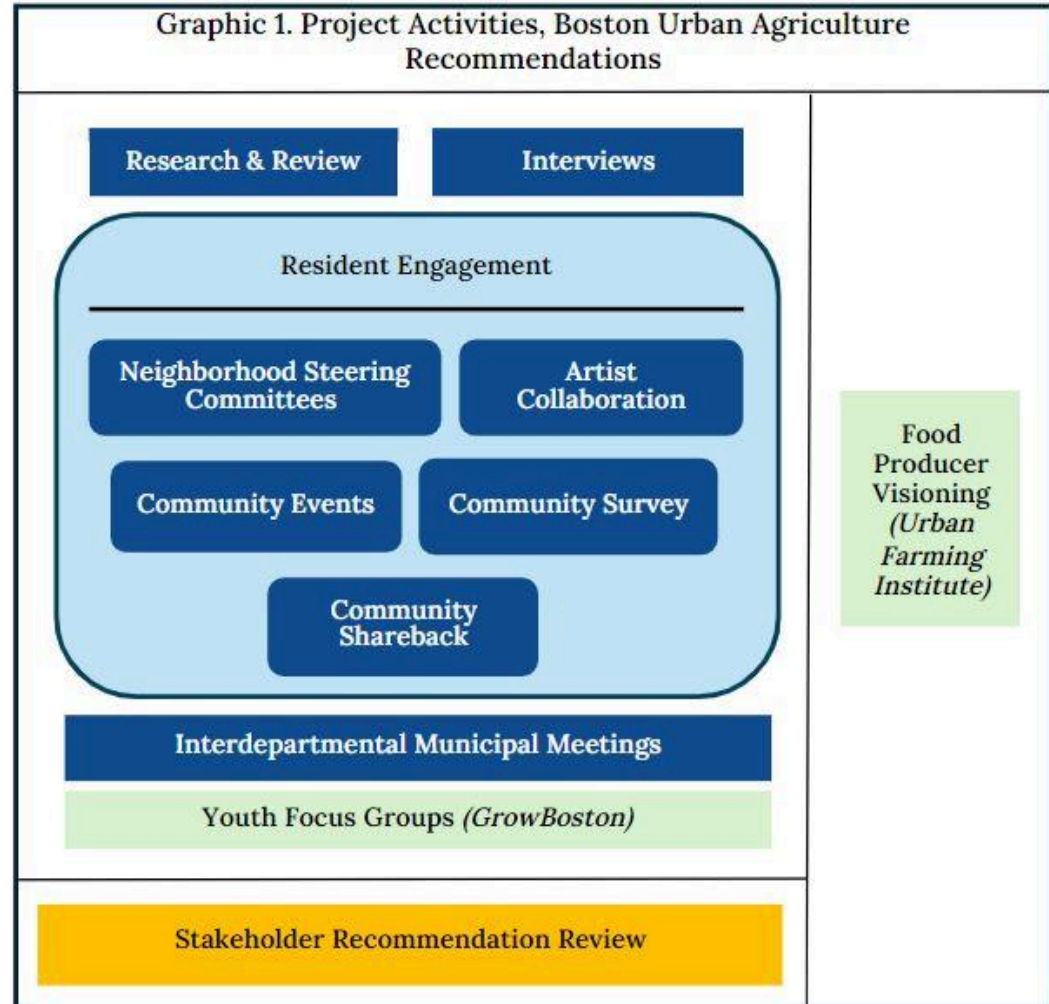 Graphic 1. Project Activities, Boston Urban Agriculture
Recommendations
Research & Review
Interviews
Resident Engagement
Neighborhood Steering
Committees
Artist
Collaboration
Community Events
Community Survey
Community
Shareback
Interdepartmental Municipal Meetings
Youth Focus Groups (GrowBoston)
Stakeholder Recommendation Review
Food
Producer
Visioning
(Urban
Farming
Institute)